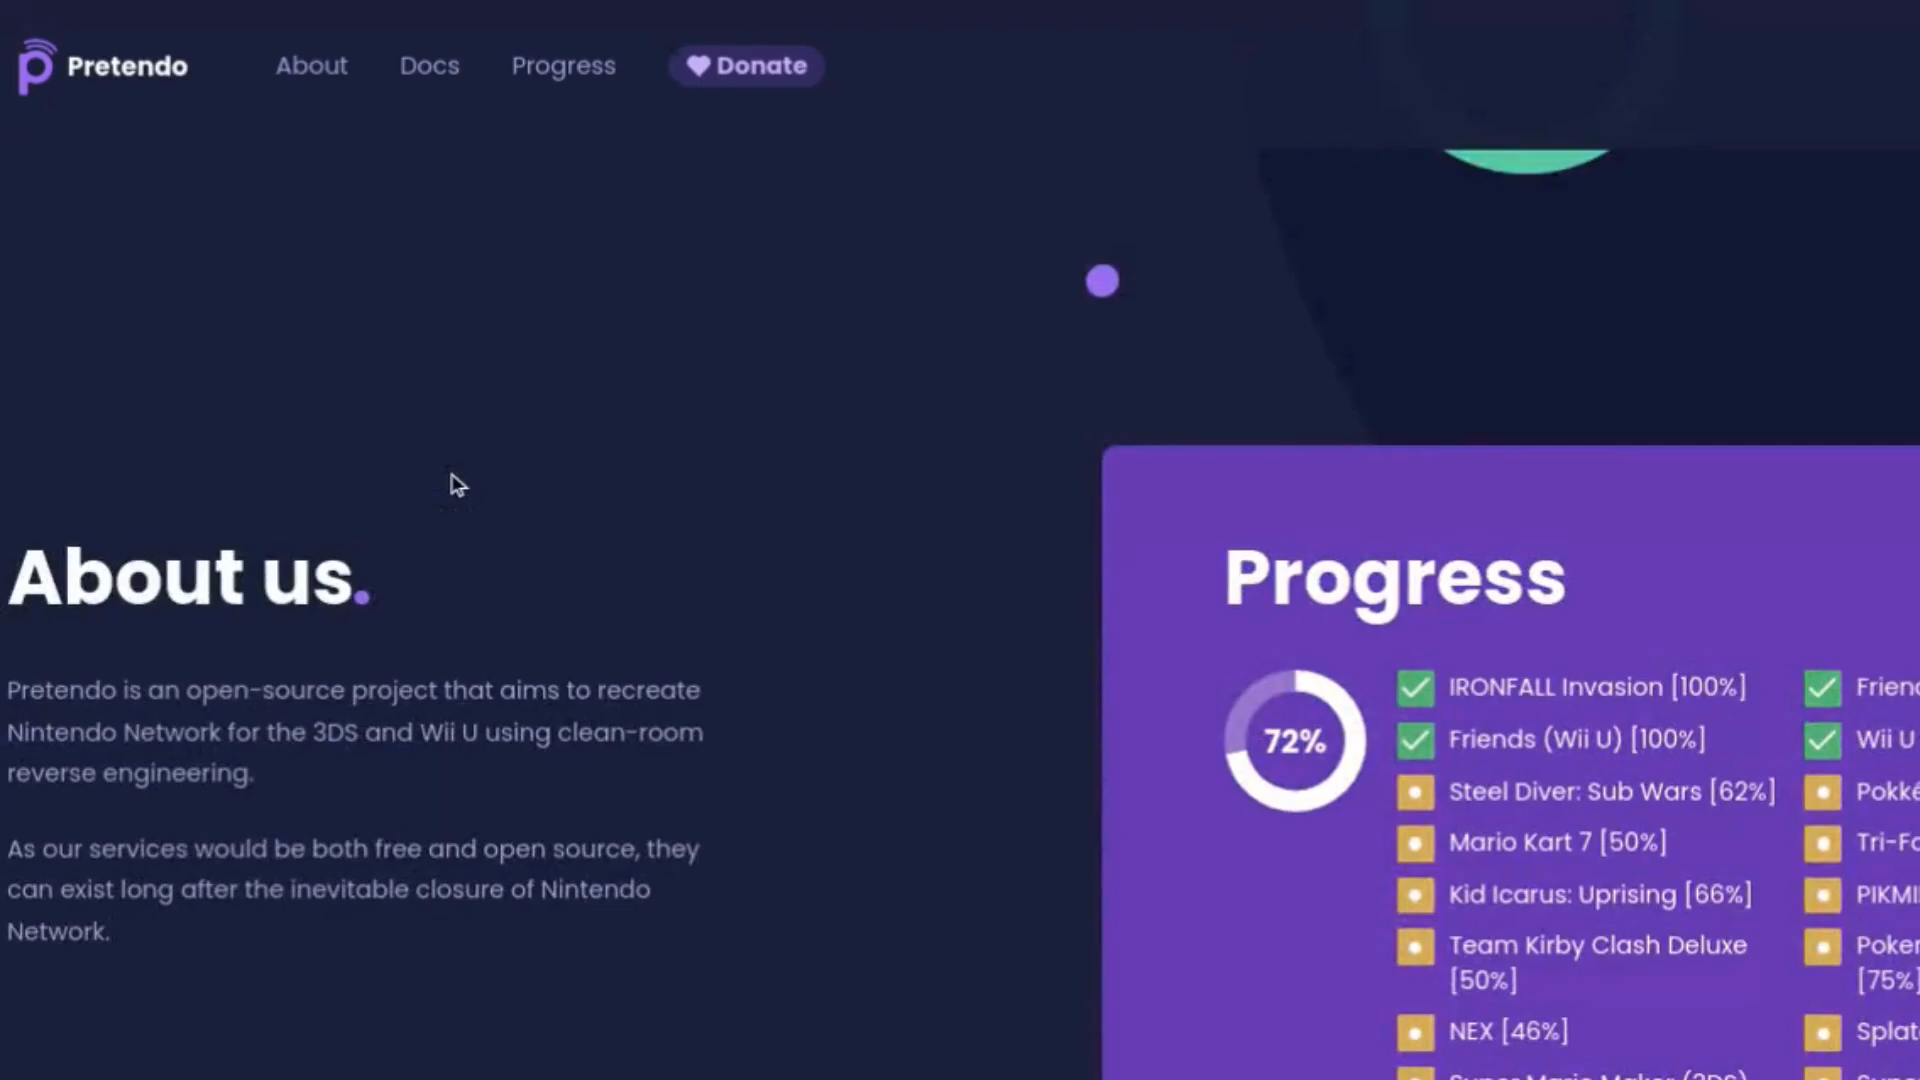 Pretendo
About
Docs
Progress
Donate
About us.
Pretendo is an open-source project that aims to recreate
Nintendo Network for the 3DS and Wii U using clean-room
reverse engineering.
As our services would be both free and open source, they
can exist long after the inevitable closure of Nintendo
Network.
Progress
72%
IRONFALL Invasion [100%]
Friends (Wii U) [100%]
Steel Diver: Sub Wars [62%]
Mario Kart 7 [50%]
Kid Icarus: Uprising [66%]
Team Kirby Clash Deluxe
[50%]
NEX [46%]
Super Mario Maker (3DS)
Wii U
[75%]